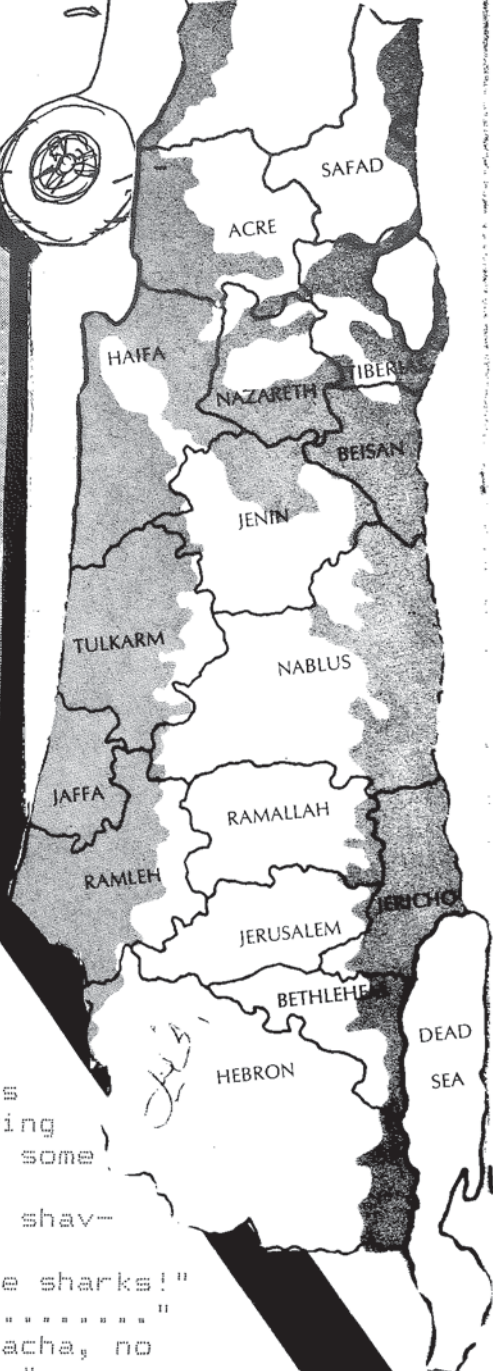 SAFAD
ACRE
HAIFA
TIBERIAS
NAZARETH
BEISAN
JENIN
TULKARM
NABLUS
JAFFA
RAMALLAH
RAMLEH
JERICHO
JERUSALEM
BETHLEHEM
DEAD
SEA
HEBRON
s
ing
some
shav-
e sharks!"
........."
acha, no